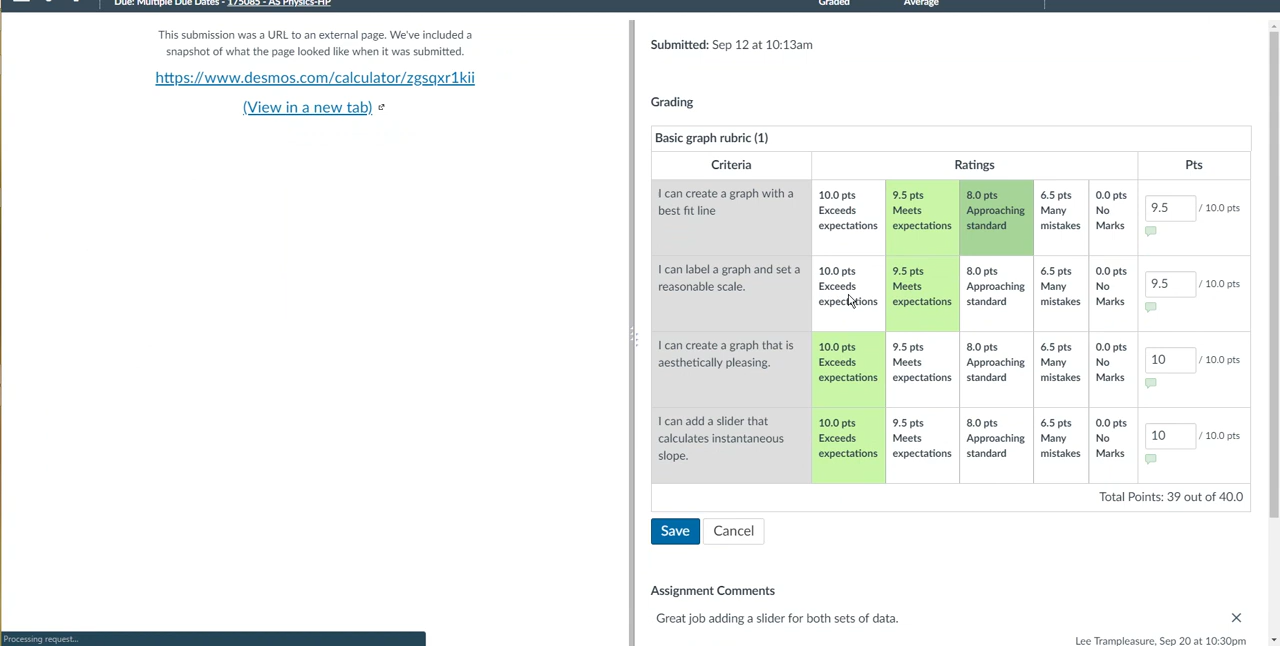 Due: Multiple Due Dates - 175085 - AS Physics-HP
Graded
Average
This submission was a URL to an external page. We've included a
snapshot of what the page looked like when it was submitted.
https://www.desmos.com/calculator/zgsqxr1kii
(View in a new tab)
Submitted: Sep 12 at 10:13am
Grading
Basic graph rubric (1)
Criteria
Ratings
Pts
I can create a graph with a
best fit line
10.0 pts
Exceeds
expectations
9.5 pts
Meets
expectations
8.0 pts
Approaching
standard
6.5 pts
Many
mistakes
0.0 pts
No
Marks
9.5 / 10.0 pts
I can label a graph and set a
reasonable scale.
10.0 pts
Exceeds
expectations
9.5 pts
Meets
expectations
8.0 pts
Approaching
standard
6.5 pts
Many
mistakes
0.0 pts
No
Marks
9.5 / 10.0 pts
I can create a graph that is
aesthetically pleasing.
10.0 pts
Exceeds
expectations
9.5 pts
Meets
expectations
8.0 pts
Approaching
standard
6.5 pts
Many
mistakes
0.0 pts
No
Marks
10 / 10.0 pts
I can add a slider that
calculates instantaneous
slope.
10.0 pts
Exceeds
expectations
9.5 pts
Meets
expectations
8.0 pts
Approaching
standard
6.5 pts
Many
mistakes
0.0 pts
No
Marks
10 / 10.0 pts
Total Points: 39 out of 40.0
Save
Cancel
Assignment Comments
Great job adding a slider for both sets of data.
Lee Trampleasure, Sep 20 at 10:30pm
Processing request...